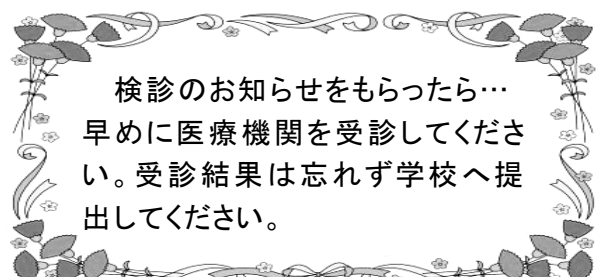 検診のお知らせをもらったら…
早めに医療機関を受診してくださ
い。受診結果は忘れず学校へ提
出してください。